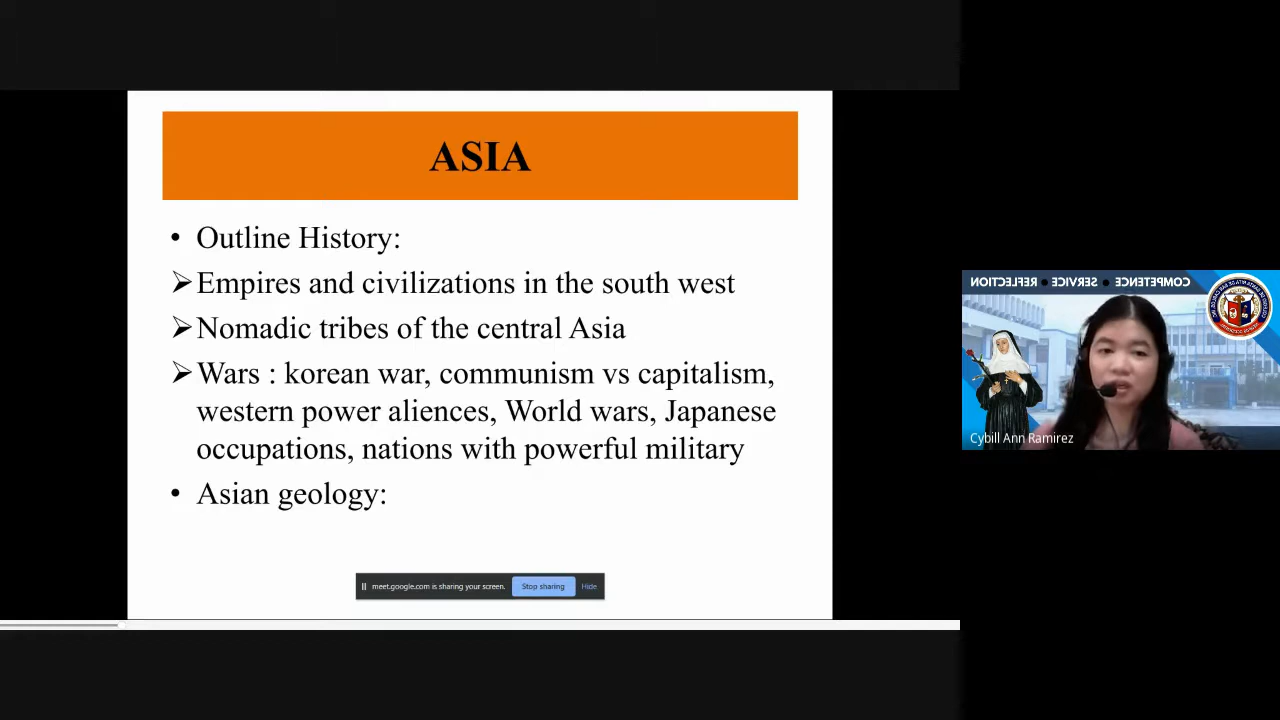 ASIA
• Outline History:
➢Empires and civilizations in the south west
➢Nomadic tribes of the central Asia
➢Wars : korean war, communism vs capitalism,
western power aliences, World wars, Japanese
occupations, nations with powerful military
• Asian geology:
meet.google.com is sharing your screen. Stop sharing Hide
COMPETENCE • SERVICE • REFLECTION
Cybill Ann Ramirez